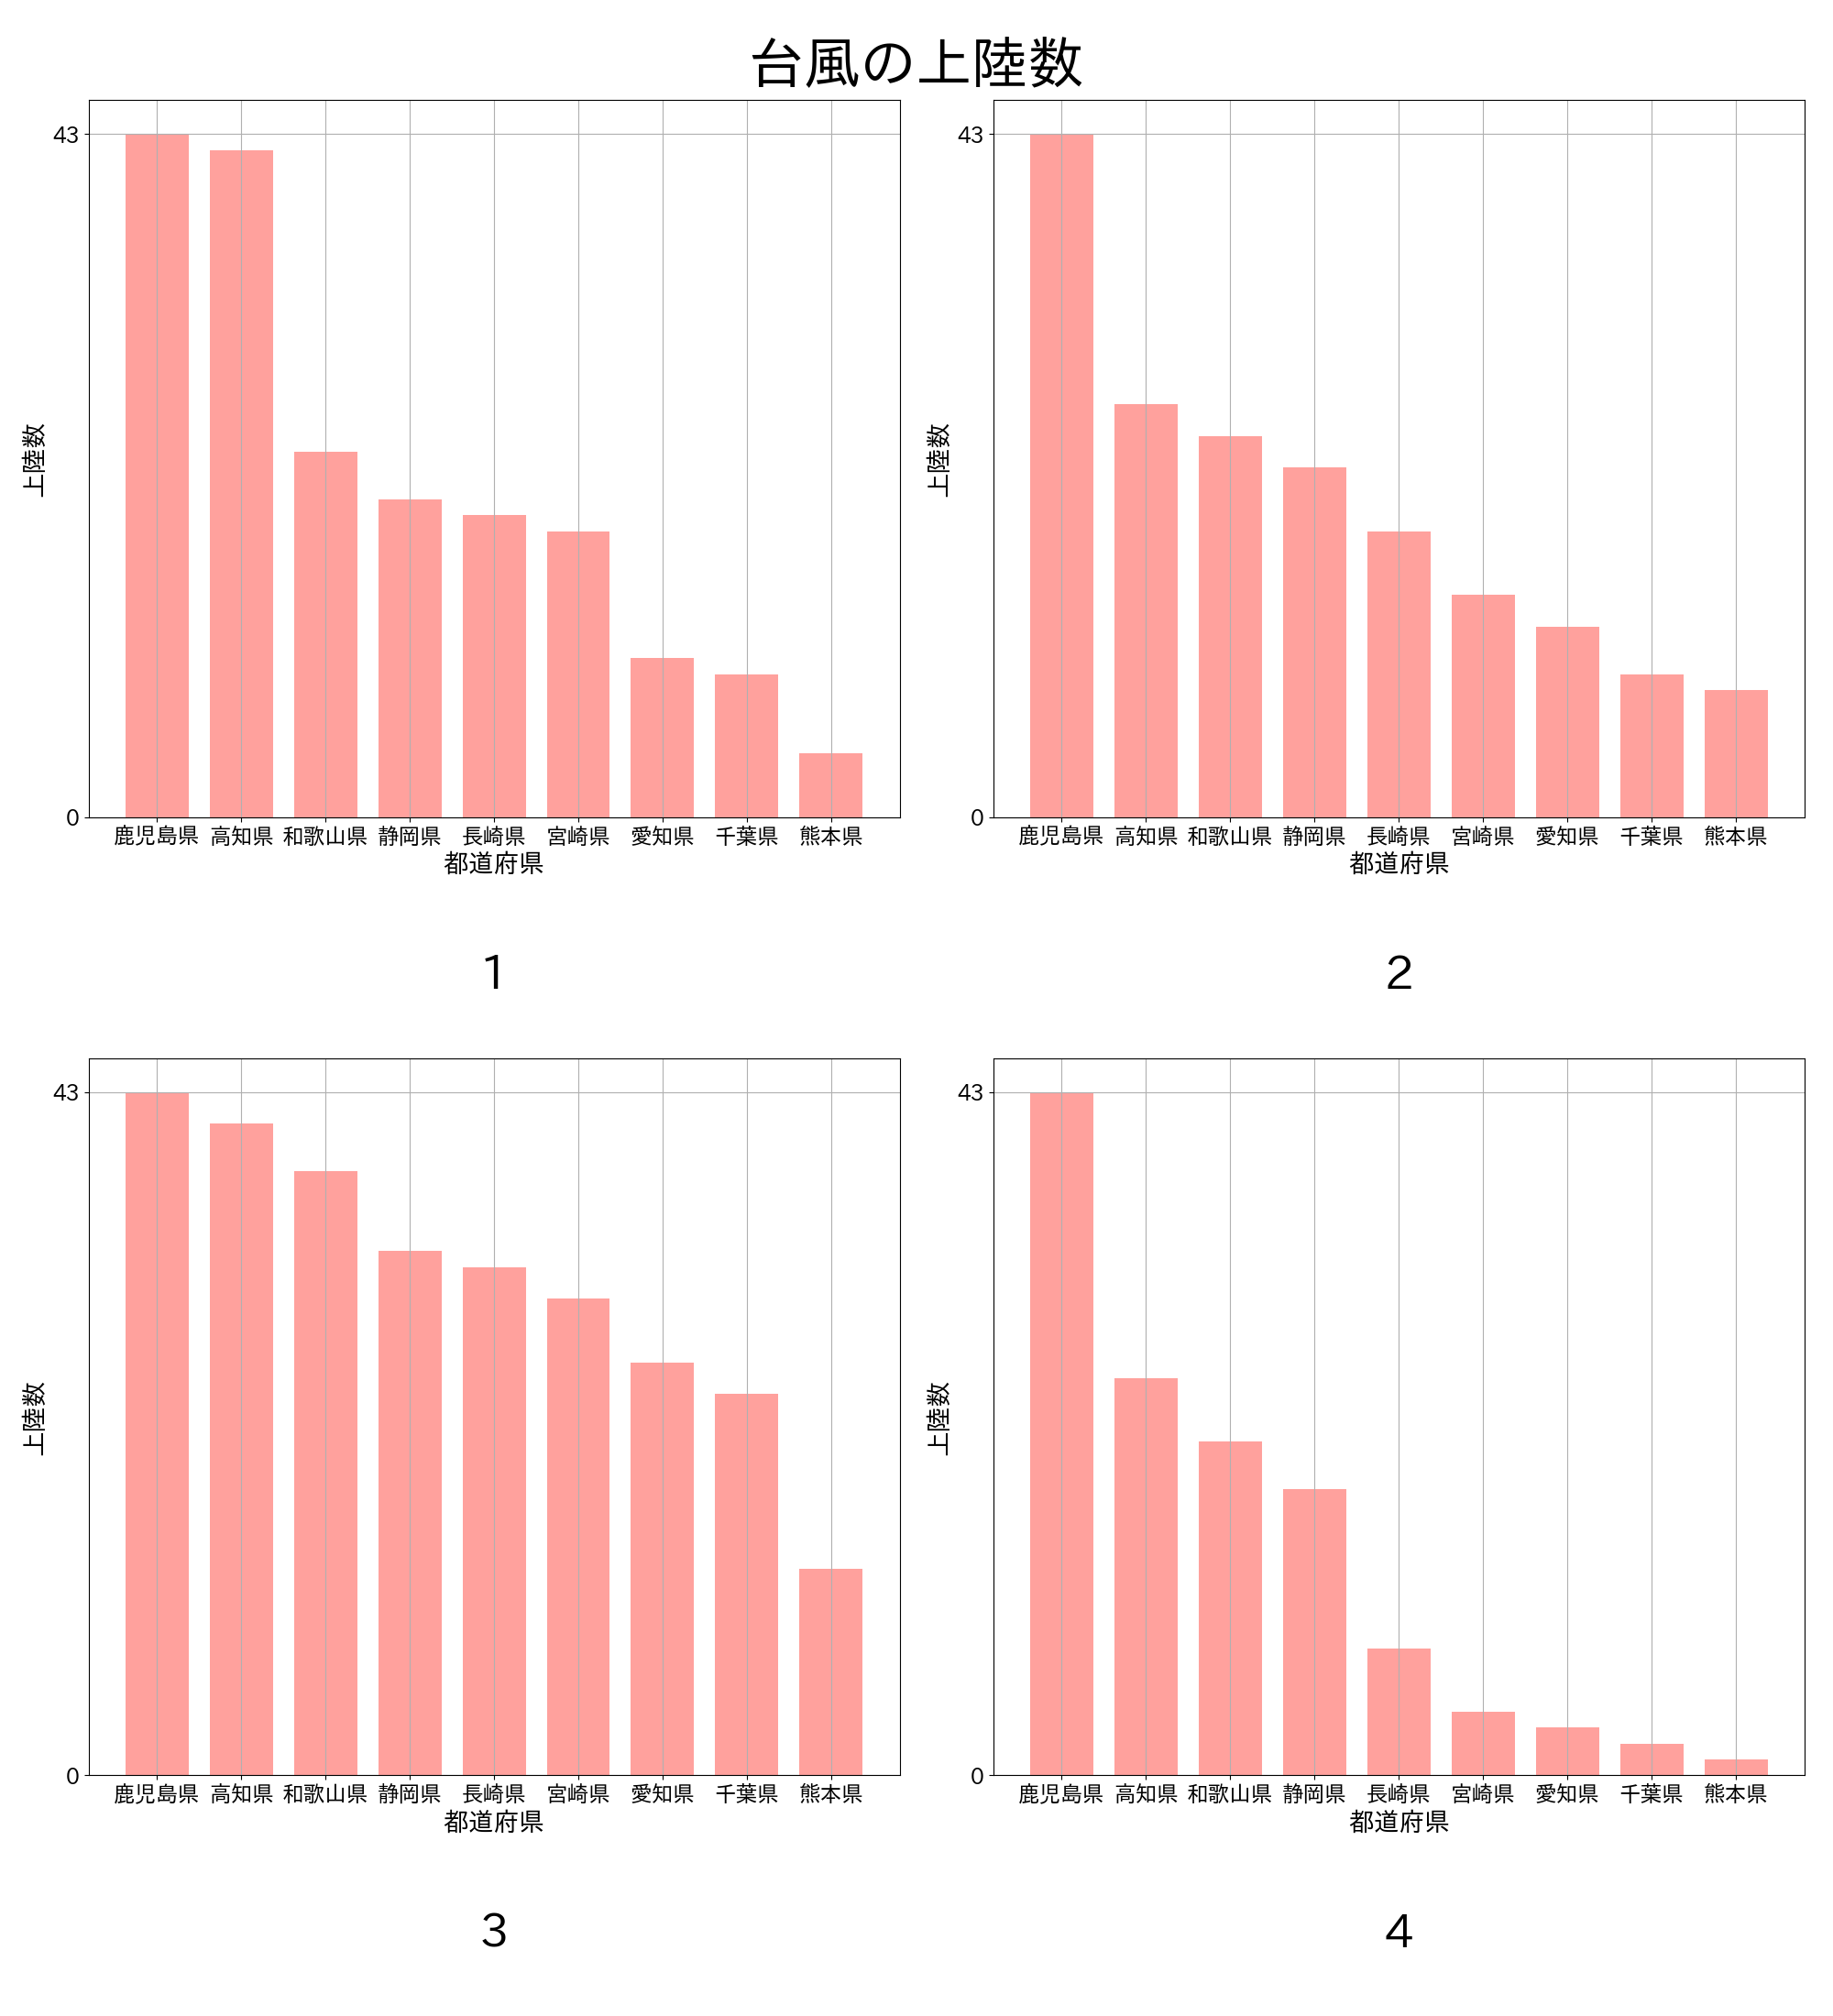 台風の上陸数
43
0
上陸数
鹿児島県 高知県 和歌山県 静岡県 長崎県 宮崎県 愛知県 千葉県 熊本県
都道府県
1
43
0
上陸数
鹿児島県 高知県 和歌山県 静岡県 長崎県 宮崎県 愛知県 千葉県 熊本県
都道府県
2
43
0
上陸数
鹿児島県 高知県 和歌山県 静岡県 長崎県 宮崎県 愛知県 千葉県 熊本県
都道府県
3
43
0
上陸数
鹿児島県 高知県 和歌山県 静岡県 長崎県 宮崎県 愛知県 千葉県 熊本県
都道府県
4